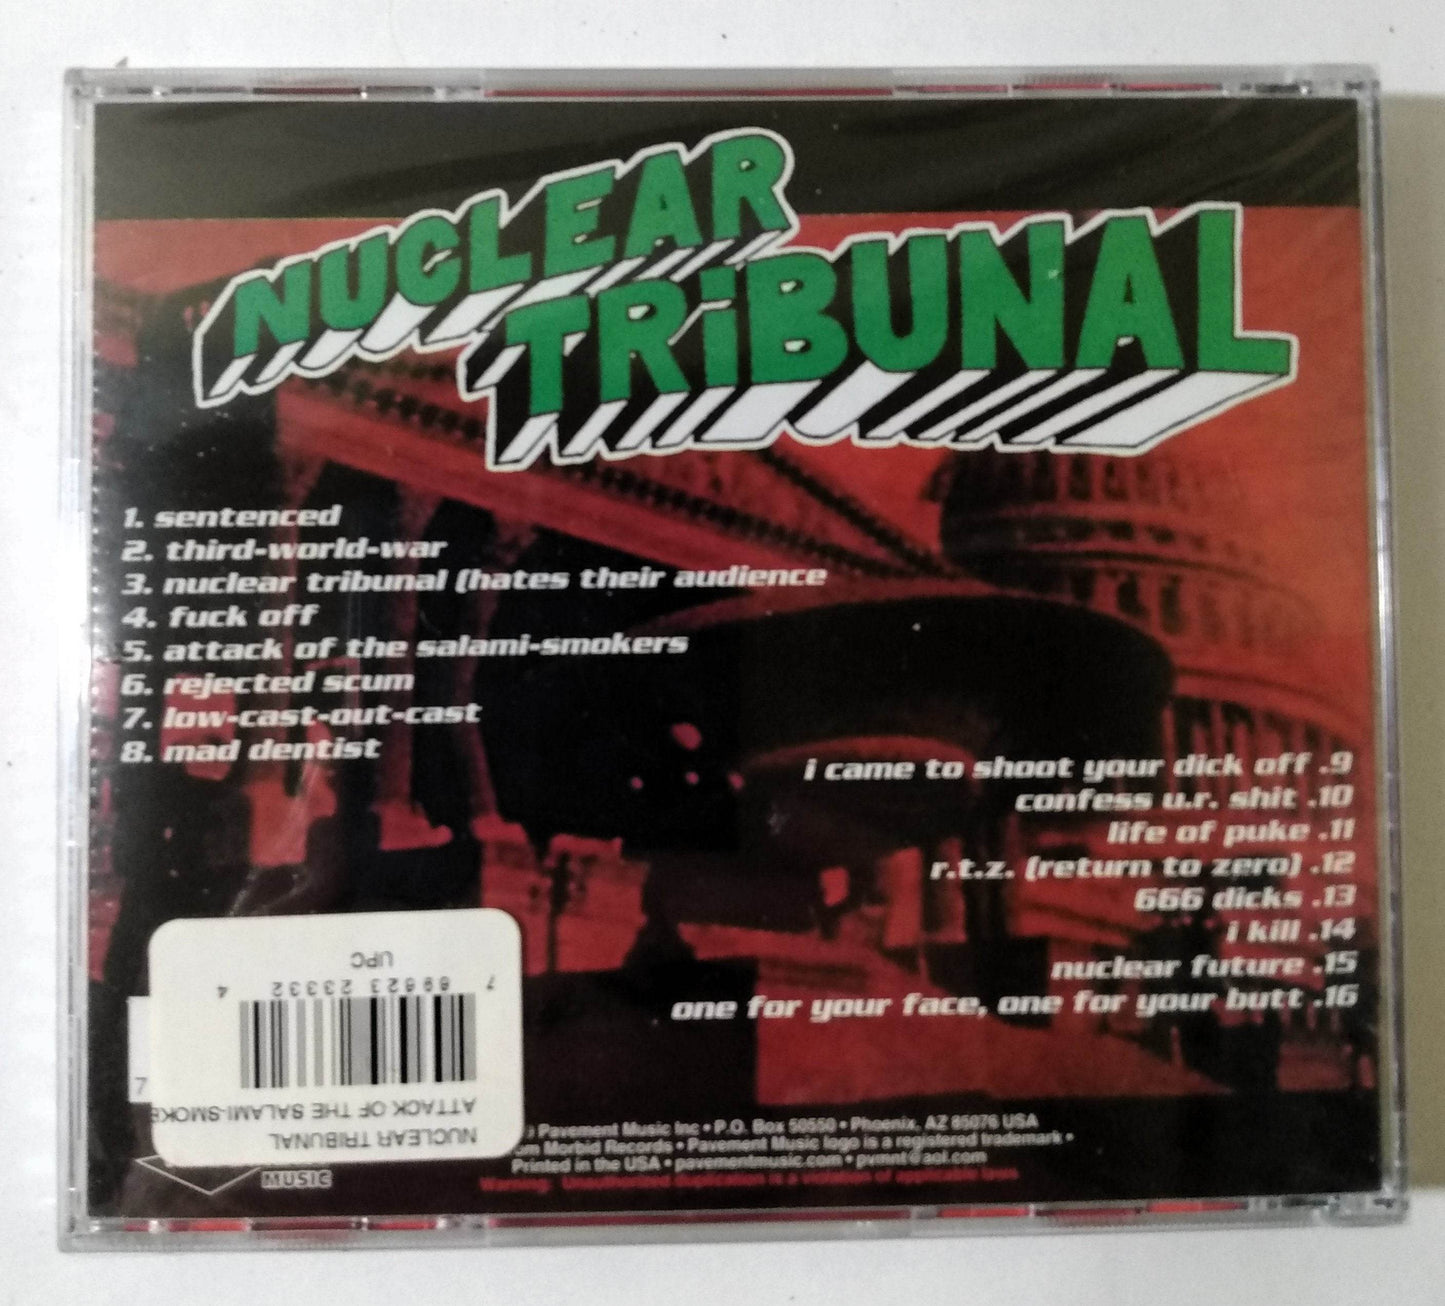 NUCLEAR
TRiBUNAL
1. sentenced
2. third-world-war
3. nuclear tribunal (hates their audience
4. fuck off
5. attack of the salami-smokers
6. rejected scum
7. low-cast-out-cast
8. mad dentist
i came to shoot your dick off .9
confess u.r. shit .10
life of puke .11
r.t.z. (return to zero) .12
666 dicks .13
i kill .14
nuclear future .15
one for your face, one for your butt .16
NUCLEAR TRIBUNAL
ATTACK OF THE SALAMI-SMOKE
7 69623 23332 4
UPC
7
MUSIC
Pavement Music Inc • P.O. Box 50550 • Phoenix, AZ 85076 USA
Morbid Records • Pavement Music logo is a registered trademark •
Printed in the USA • pavementmusic.com • pvmnt@aol.com
Warning: Unauthorized duplication is a violation of applicable laws